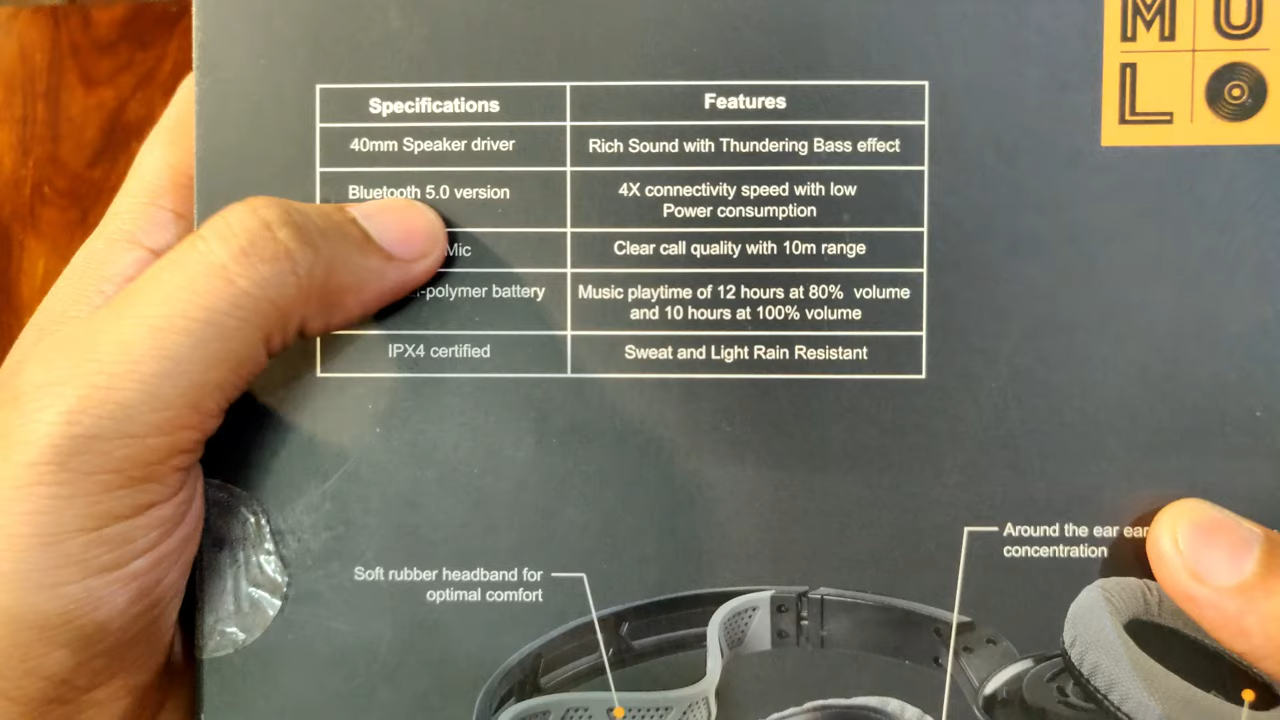 MU
LO
Specifications
Features
40mm Speaker driver
Rich Sound with Thundering Bass effect
Bluetooth 5.0 version
4X connectivity speed with low
Power consumption
Mic
Clear call quality with 10m range
-polymer battery
Music playtime of 12 hours at 80% volume
and 10 hours at 100% volume
IPX4 certified
Sweat and Light Rain Resistant
Around the ear ear
concentration
Soft rubber headband for
optimal comfort